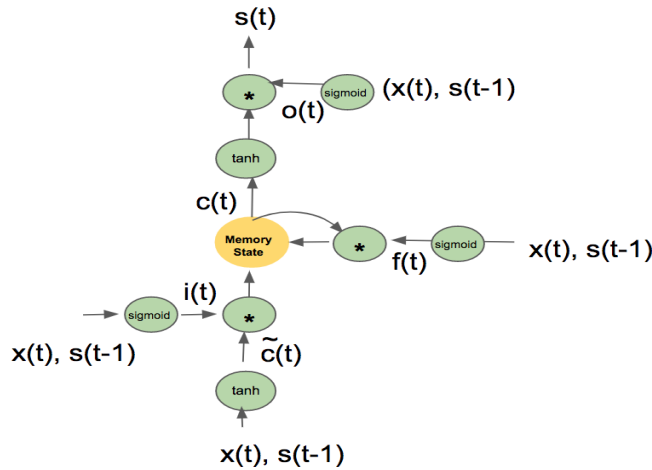 s(t)
*
sigmoid
(x(t), s(t-1)
o(t)
tanh
c(t)
Memory
State
*
sigmoid
f(t)
x(t), s(t-1)
i(t)
sigmoid
*
x(t), s(t-1)
c̃(t)
tanh
x(t), s(t-1)